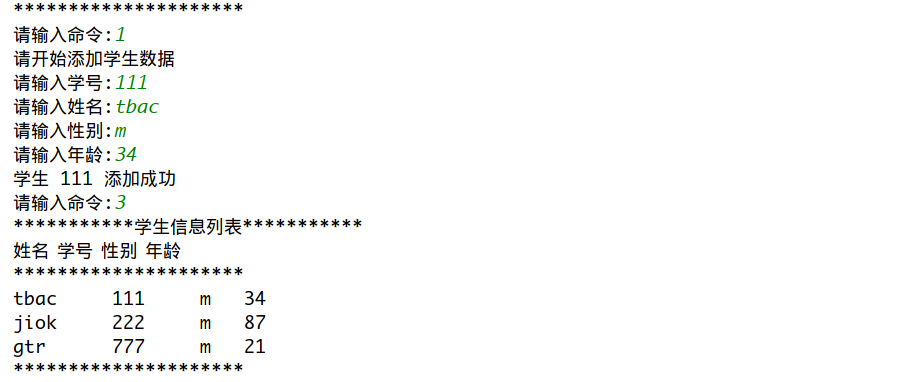 *********************
请输入命令:1
请开始添加学生数据
请输入学号:111
请输入姓名:tbac
请输入性别:m
请输入年龄:34
学生 111 添加成功
请输入命令:3
***********学生信息列表***********
姓名 学号 性别 年龄
*********************
tbac     111     m   34
jiok     222     m   87
gtr      777     m   21
*********************